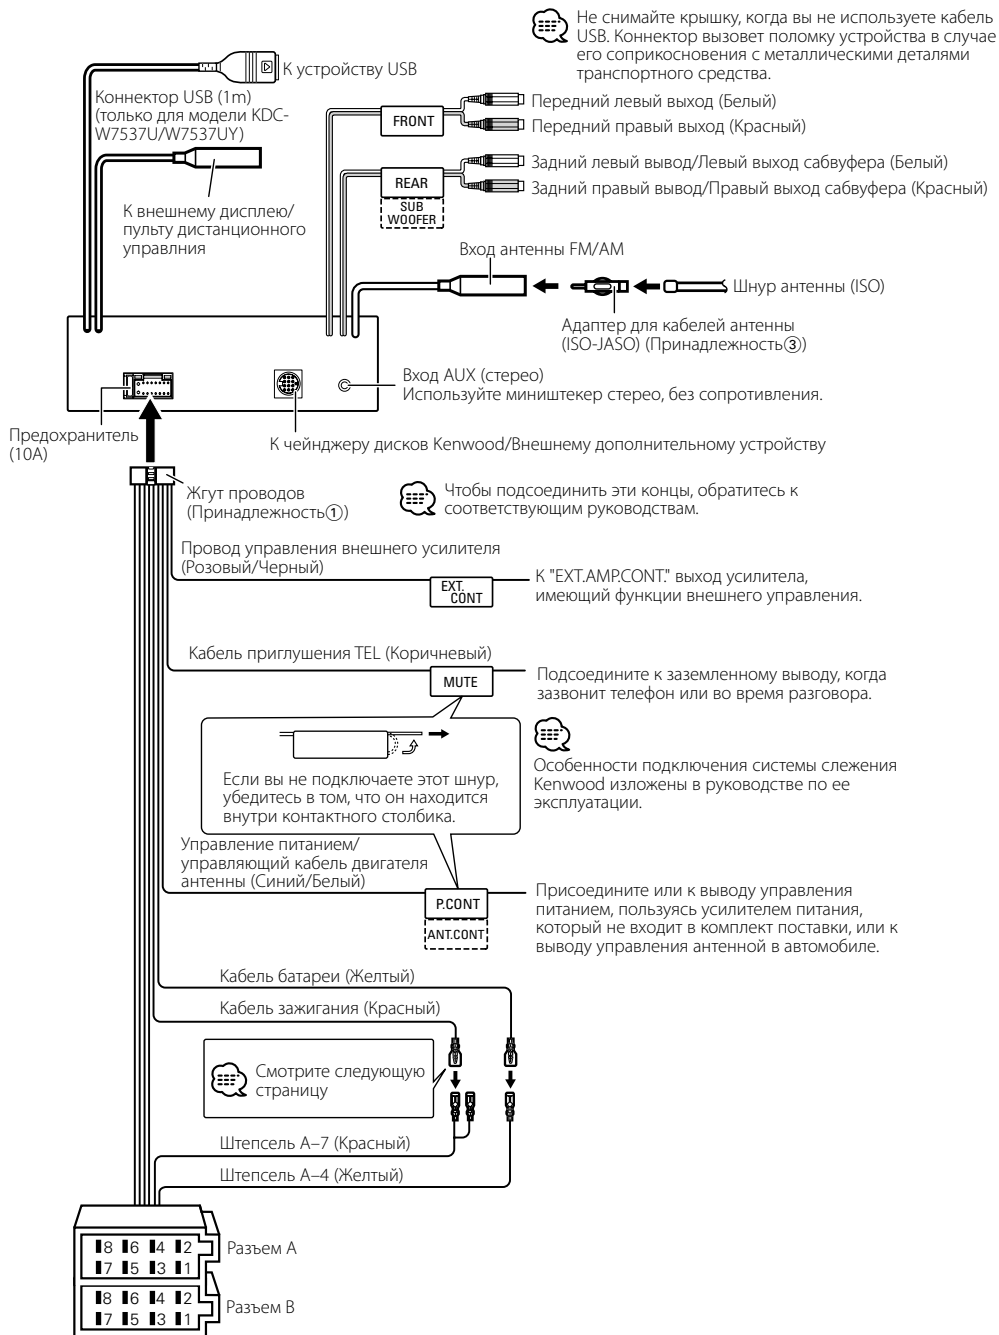 Не снимайте крышку, когда вы не используете кабель
USB. Коннектор вызовет поломку устройства в случае
его соприкосновения с металлическими деталями
транспортного средства.
К устройству USB
Коннектор USB (1m)
(только для модели KDC-
W7537U/W7537UY)
FRONT
Передний левый выход (Белый)
Передний правый выход (Красный)
REAR
SUB
WOOFER
Задний левый вывод/Левый выход сабвуфера (Белый)
Задний правый вывод/Правый выход сабвуфера (Красный)
К внешнему дисплею/
пульту дистанционного
управлния
Вход антенны FM/AM
Шнур антенны (ISO)
Адаптер для кабелей антенны
(ISO-JASO) (Принадлежность③)
Вход AUX (стерео)
Используйте миништекер стерео, без сопротивления.
Предохранитель
(10A)
К чейнджеру дисков Kenwood/Внешнему дополнительному устройству
Жгут проводов
(Принадлежность①)
Чтобы подсоединить эти концы, обратитесь к
соответствующим руководствам.
Провод управления внешнего усилителя
(Розовый/Черный)
EXT.
CONT
К "EXT.AMP.CONT." выход усилитела,
имеющий функции внешнего управления.
Кабель приглушения TEL (Коричневый)
MUTE
Подсоедините к заземленному выводу, когда
зазвонит телефон или во время разговора.
Если вы не подключаете этот шнур,
убедитесь в том, что он находится
внутри контактного столбика.
Особенности подключения системы слежения
Kenwood изложены в руководстве по ее
эксплуатации.
Управление питанием/
управляющий кабель двигателя
антенны (Синий/Белый)
P.CONT
ANT.CONT
Присоедините или к выводу управления
питанием, пользуясь усилителем питания,
который не входит в комплект поставки, или к
выводу управления антенной в автомобиле.
Кабель батареи (Желтый)
Кабель зажигания (Красный)
Смотрите следующую
страницу
Штепсель A–7 (Красный)
Штепсель A–4 (Желтый)
8 6 4 2
7 5 3 1
Разъем A
8 6 4 2
7 5 3 1
Разъем B